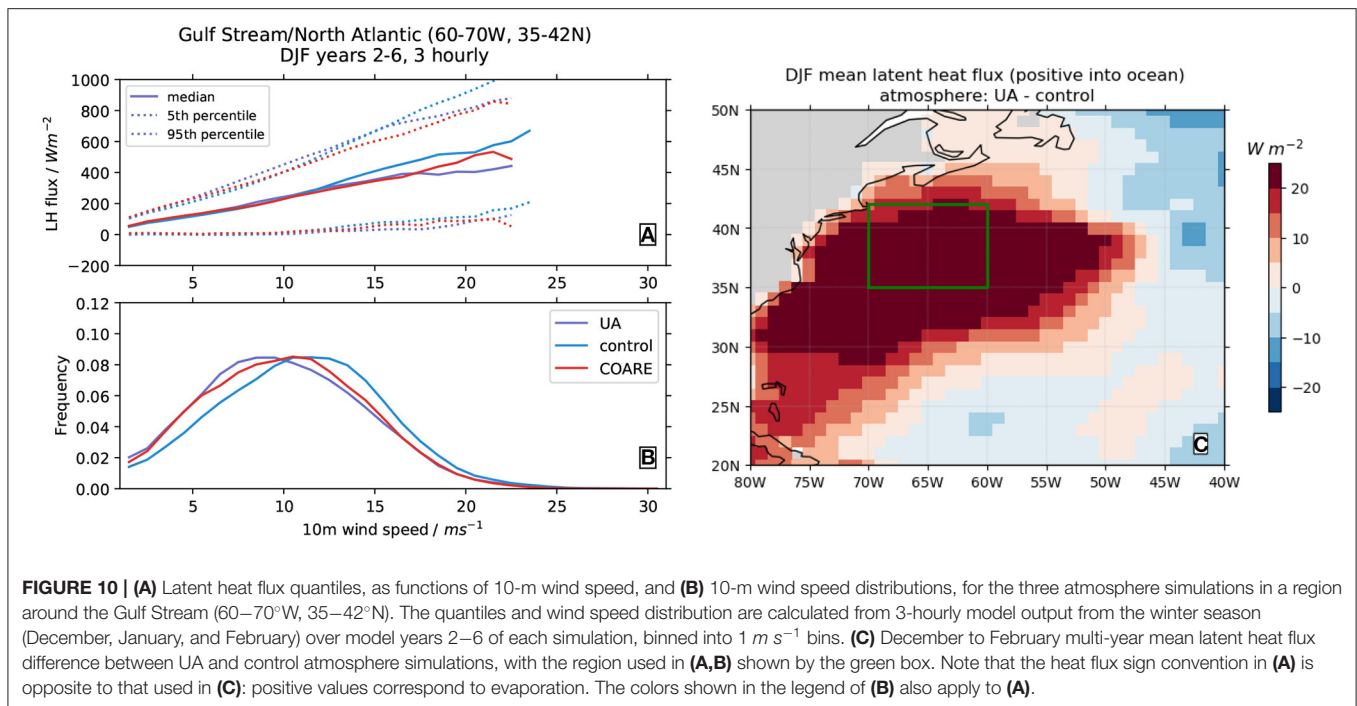 Gulf Stream/North Atlantic (60-70W, 35-42N)
DJF years 2-6, 3 hourly
1000
800
600
400
200
0
−200
LH flux / Wm−2
median
5th percentile
95th percentile
A
5 10 15 20 25 30
0.12
0.10
0.08
0.06
0.04
0.02
0.00
Frequency
UA
control
COARE
B
5 10 15 20 25 30
10m wind speed / ms−1
DJF mean latent heat flux (positive into ocean)
atmosphere: UA - control
50N
45N
40N
35N
30N
25N
20N
80W 75W 70W 65W 60W 55W 50W 45W 40W
C
W m−2
20
10
0
−10
−20
FIGURE 10 | (A) Latent heat flux quantiles, as functions of 10-m wind speed, and (B) 10-m wind speed distributions, for the three atmosphere simulations in a region
around the Gulf Stream (60−70°W, 35−42°N). The quantiles and wind speed distribution are calculated from 3-hourly model output from the winter season
(December, January, and February) over model years 2−6 of each simulation, binned into 1 m s−1 bins. (C) December to February multi-year mean latent heat flux
difference between UA and control atmosphere simulations, with the region used in (A,B) shown by the green box. Note that the heat flux sign convention in (A) is
opposite to that used in (C): positive values correspond to evaporation. The colors shown in the legend of (B) also apply to (A).